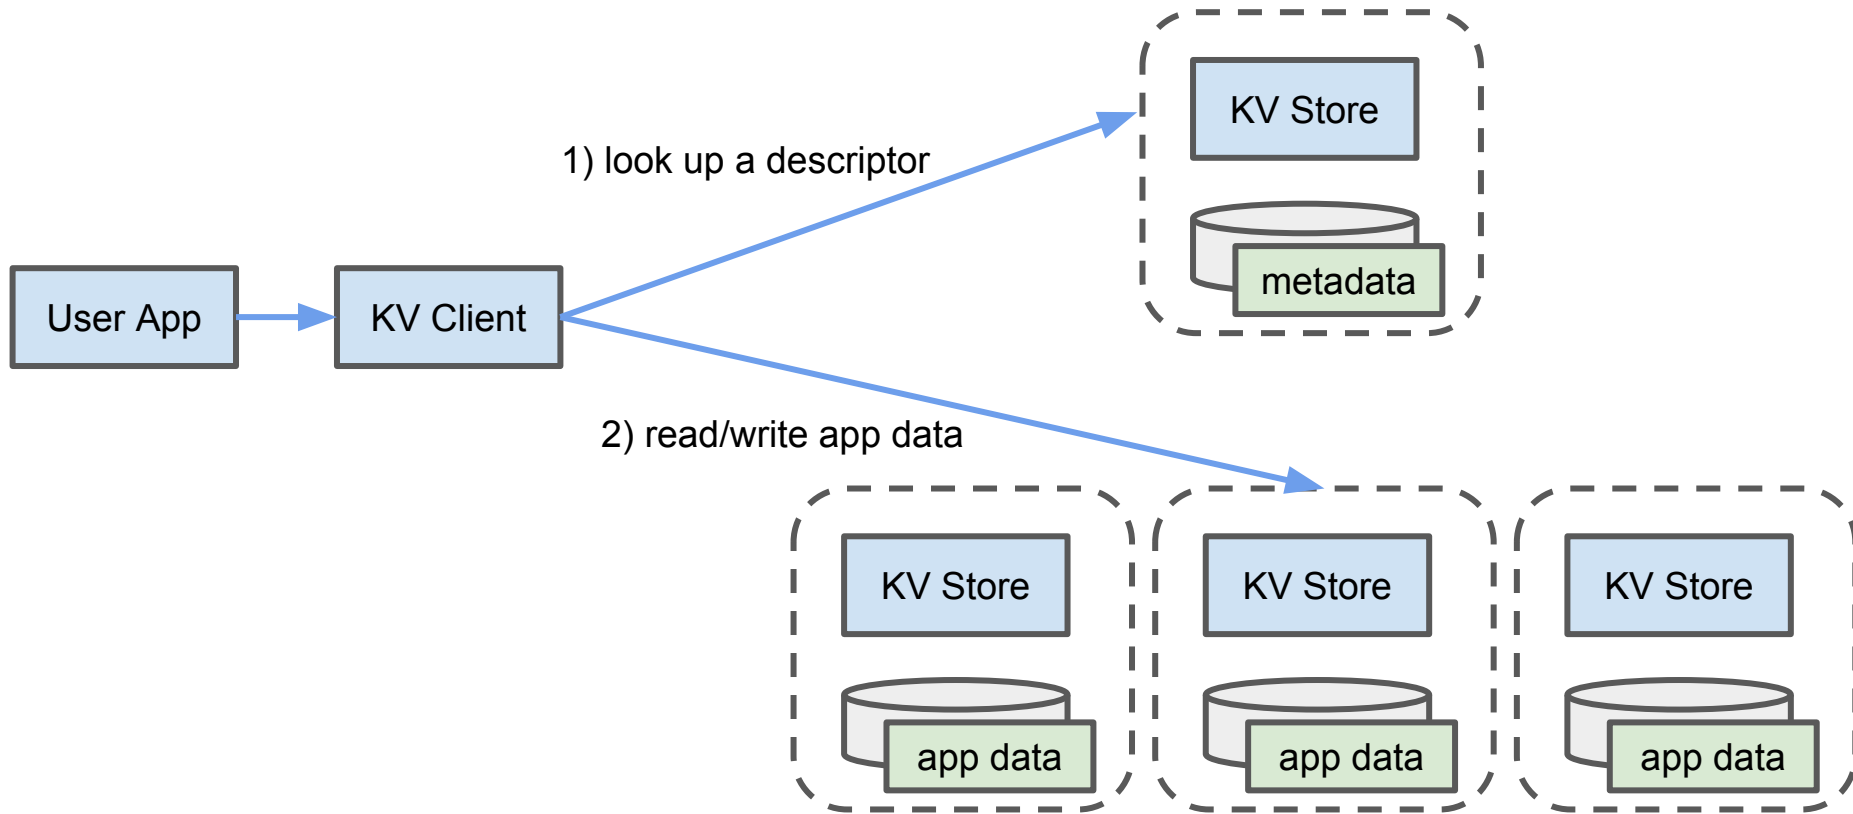 KV Store
1) look up a descriptor
metadata
User App
KV Client
2) read/write app data
KV Store
KV Store
KV Store
app data
app data
app data